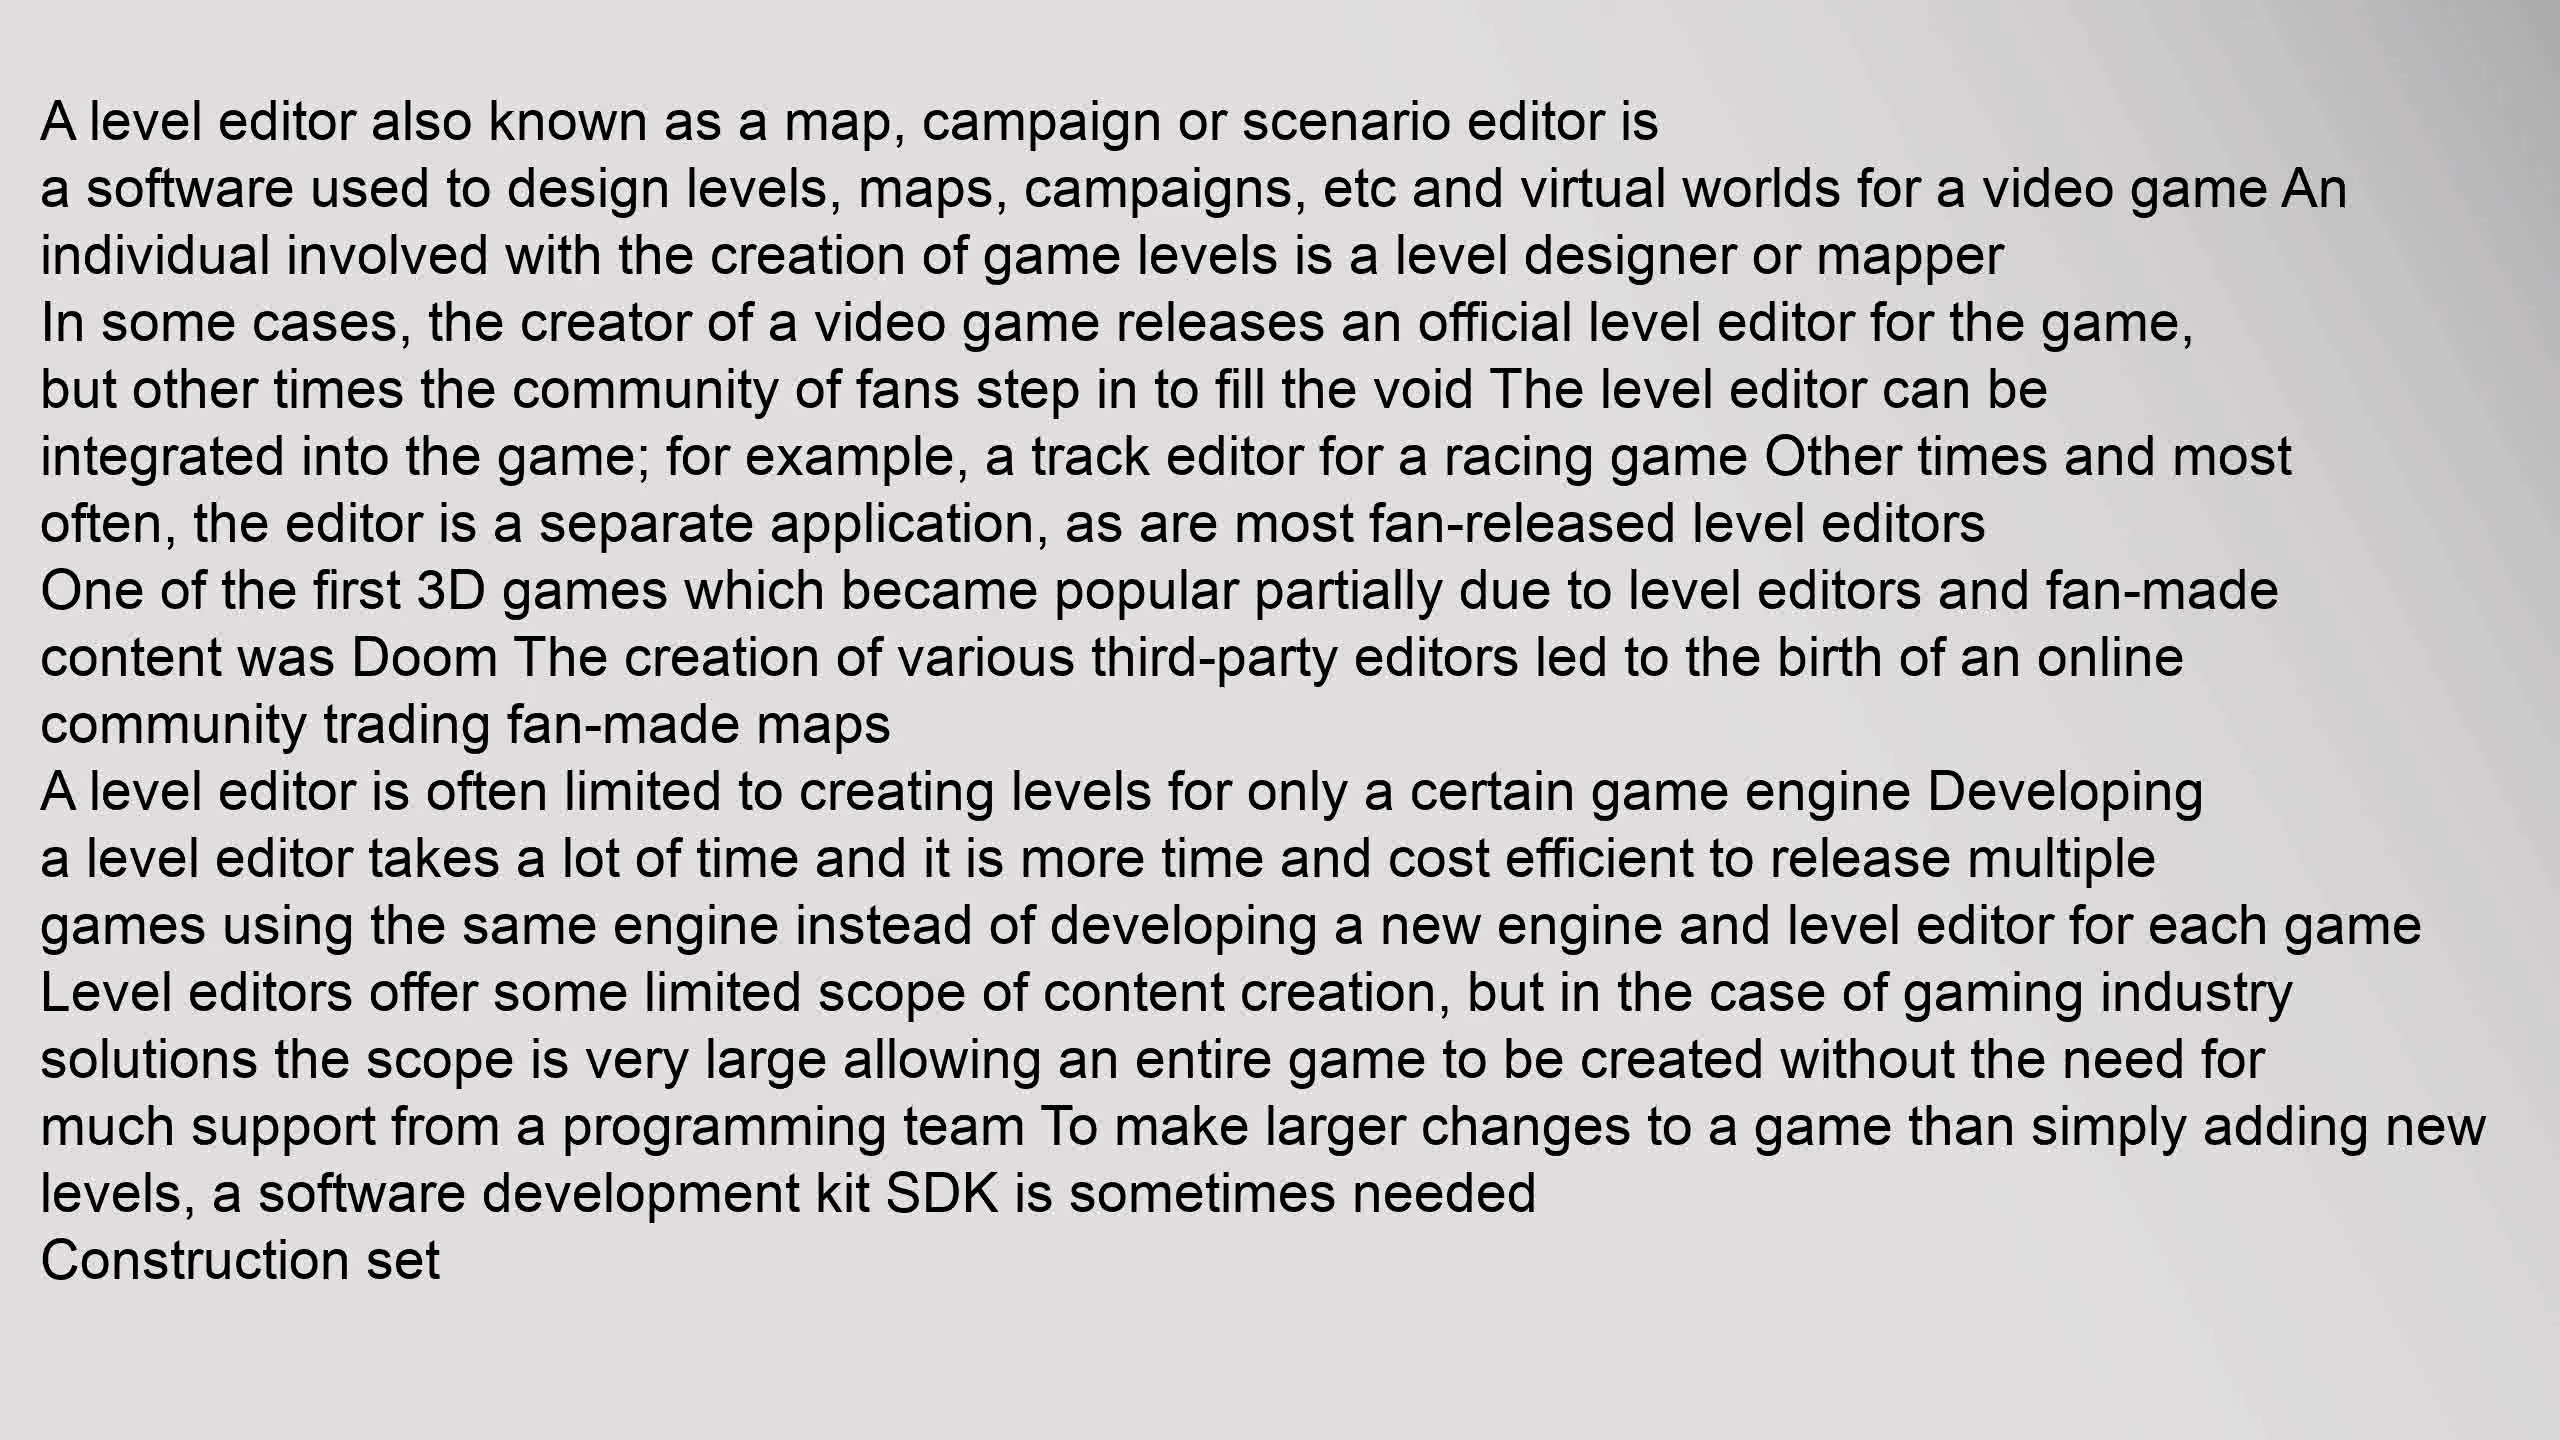 A level editor also known as a map, campaign or scenario editor is
a software used to design levels, maps, campaigns, etc and virtual worlds for a video game An
individual involved with the creation of game levels is a level designer or mapper
In some cases, the creator of a video game releases an official level editor for the game,
but other times the community of fans step in to fill the void The level editor can be
integrated into the game; for example, a track editor for a racing game Other times and most
often, the editor is a separate application, as are most fan-released level editors
One of the first 3D games which became popular partially due to level editors and fan-made
content was Doom The creation of various third-party editors led to the birth of an online
community trading fan-made maps
A level editor is often limited to creating levels for only a certain game engine Developing
a level editor takes a lot of time and it is more time and cost efficient to release multiple
games using the same engine instead of developing a new engine and level editor for each game
Level editors offer some limited scope of content creation, but in the case of gaming industry
solutions the scope is very large allowing an entire game to be created without the need for
much support from a programming team To make larger changes to a game than simply adding new
levels, a software development kit SDK is sometimes needed
Construction set